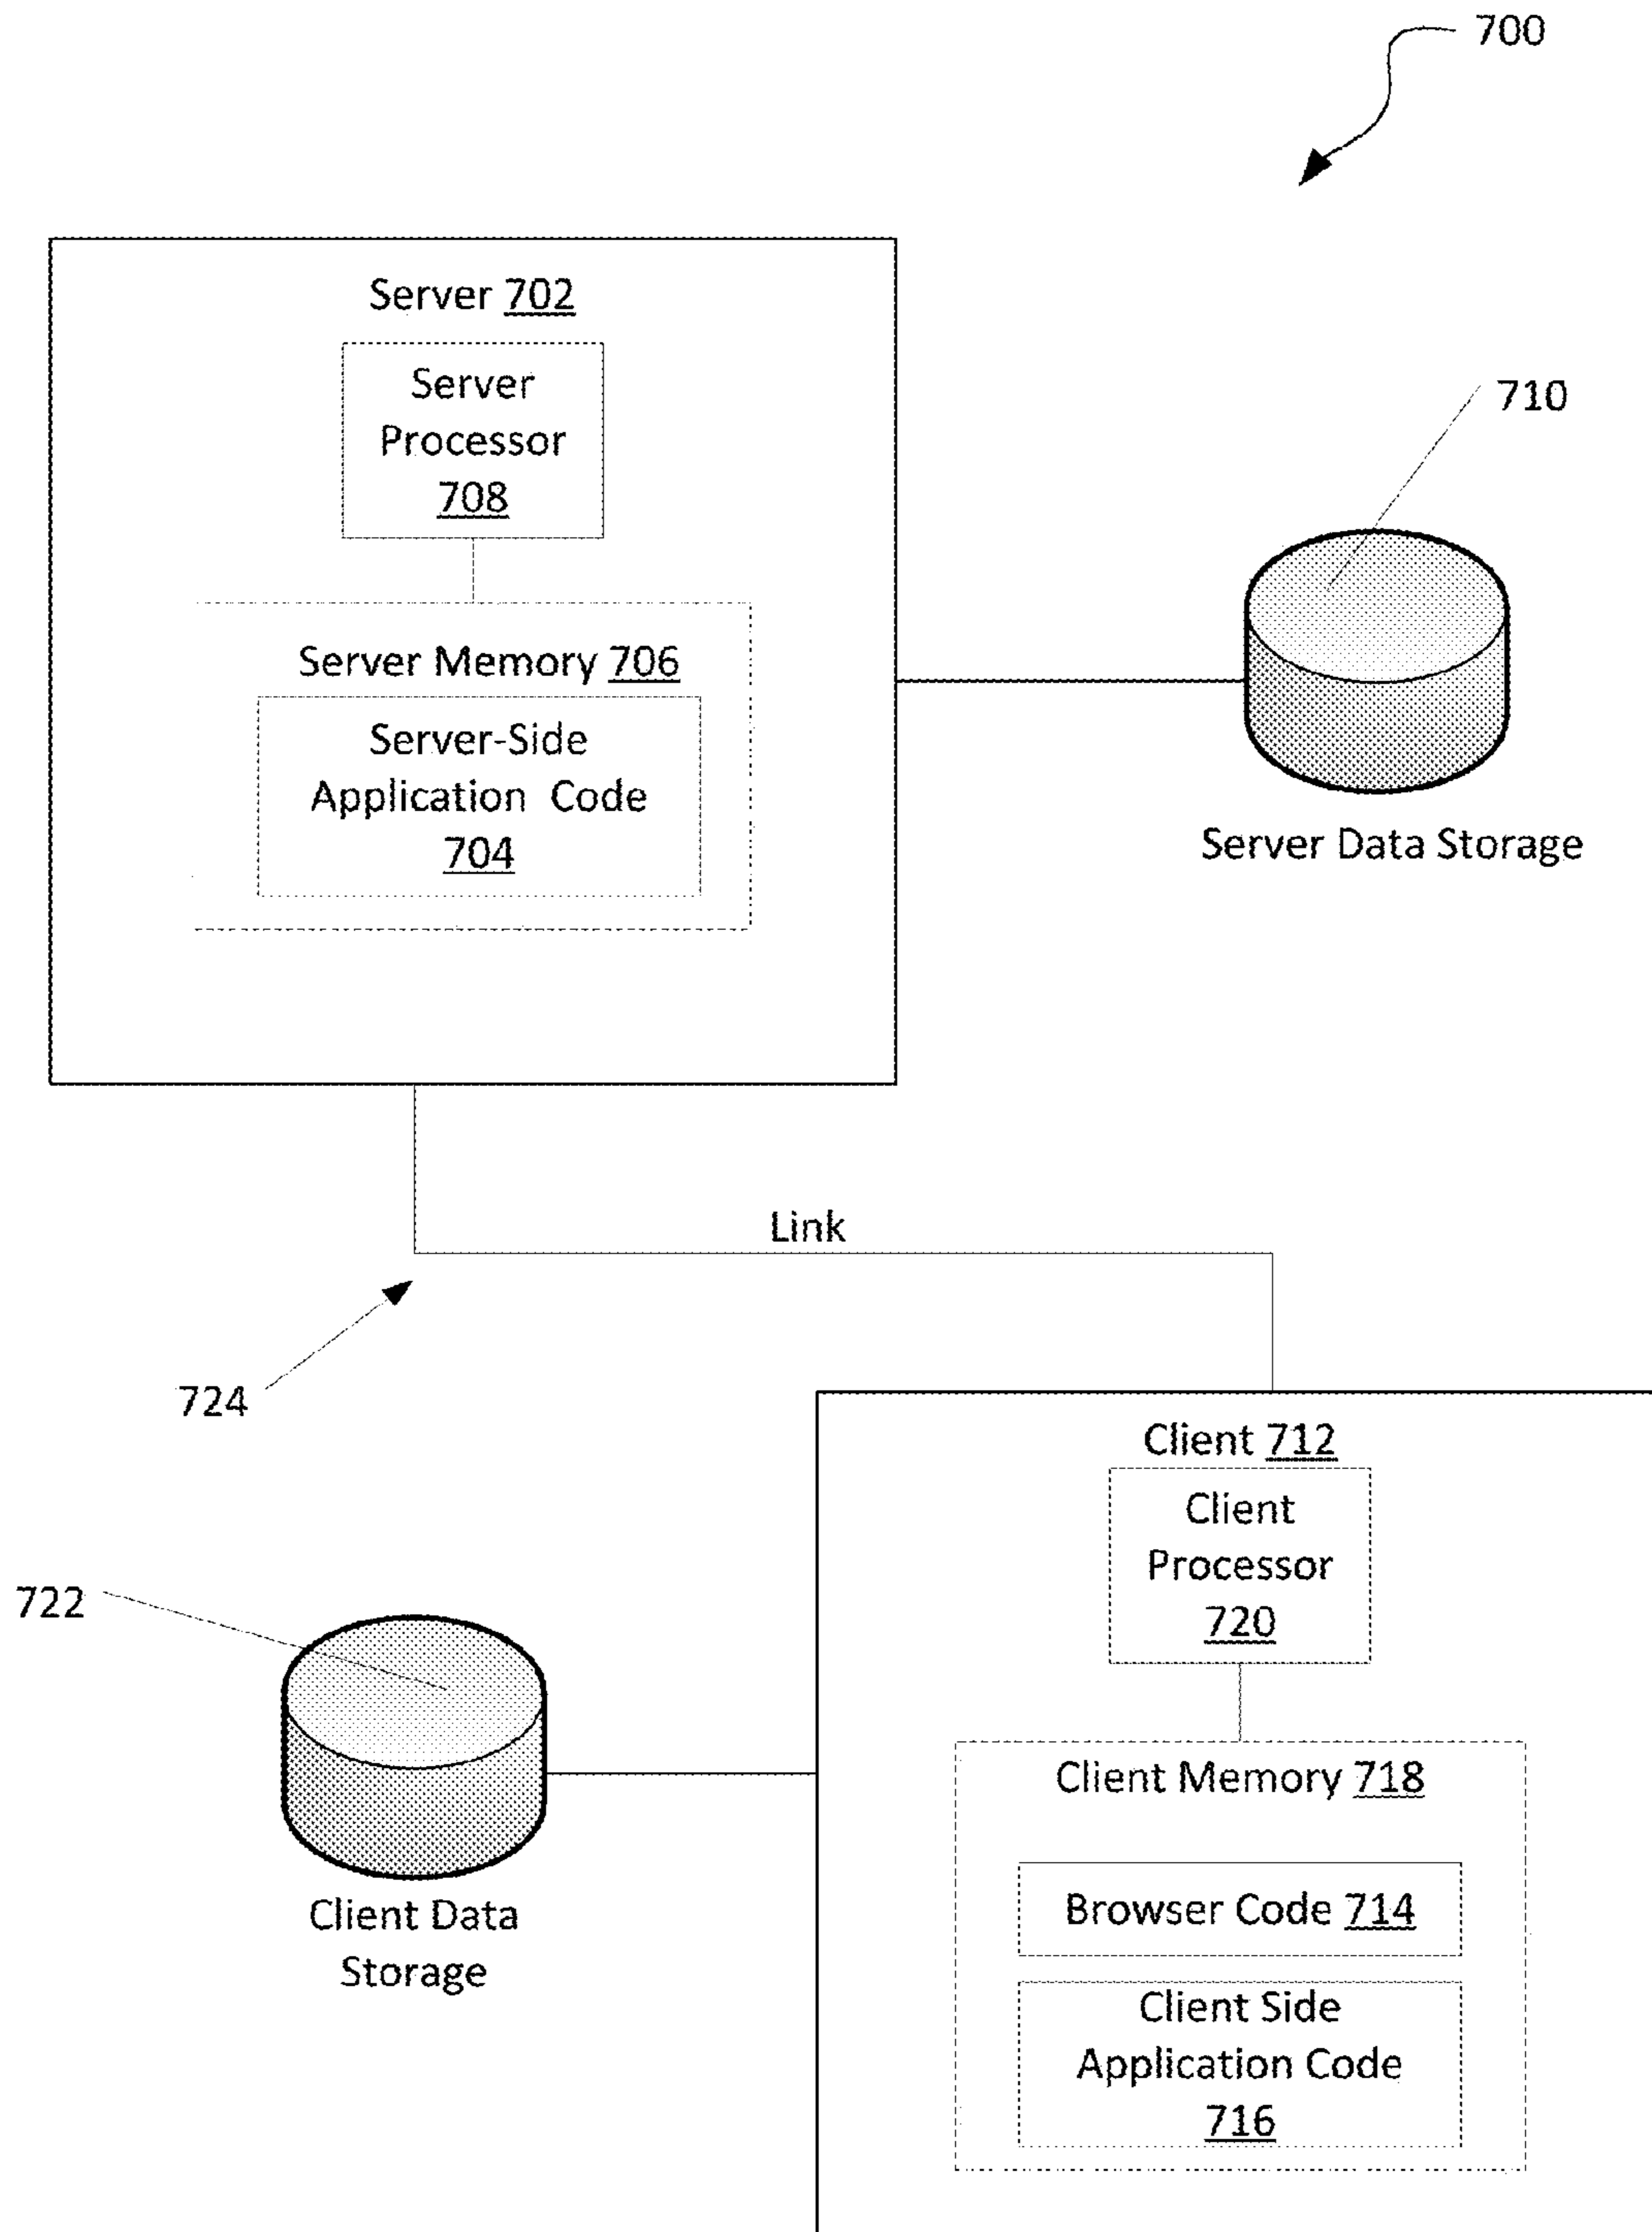 700
Server 702
Server
Processor
708
710
Server Memory 706
Server-Side
Application Code
704
Server Data Storage
Link
724
Client 712
Client
Processor
720
722
Client Memory 718
Browser Code 714
Client Data
Storage
Client Side
Application Code
716